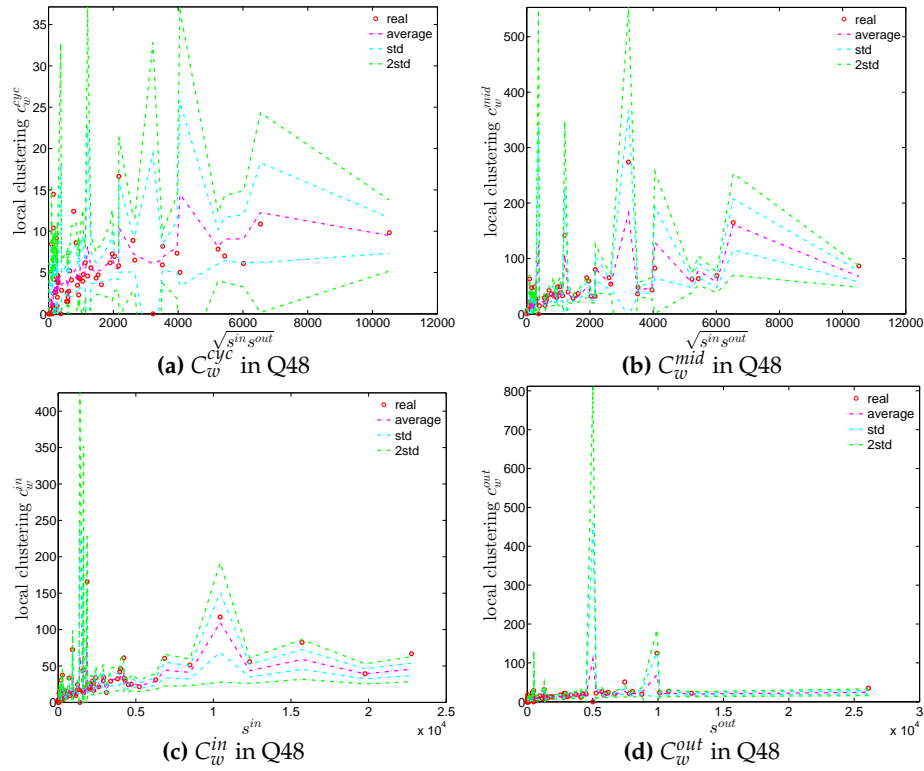 35
30
25
20
15
10
5
0
0 2000 4000 6000 8000 10000 12000
local clustering c_w^{cyc}
√s^{in}s^{out}
real
average
std
2std
(a) C_w^{cyc} in Q48
500
400
300
200
100
0
0 2000 4000 6000 8000 10000 12000
local clustering c_w^{mid}
√s^{in}s^{out}
real
average
std
2std
(b) C_w^{mid} in Q48
400
350
300
250
200
150
100
50
0
0 0.5 1 1.5 2 2.5
x 10^4
local clustering c_w^{in}
s^{in}
real
average
std
2std
(c) C_w^{in} in Q48
800
700
600
500
400
300
200
100
0
0 0.5 1 1.5 2 2.5 3
x 10^4
local clustering c_w^{out}
s^{out}
real
average
std
2std
(d) C_w^{out} in Q48